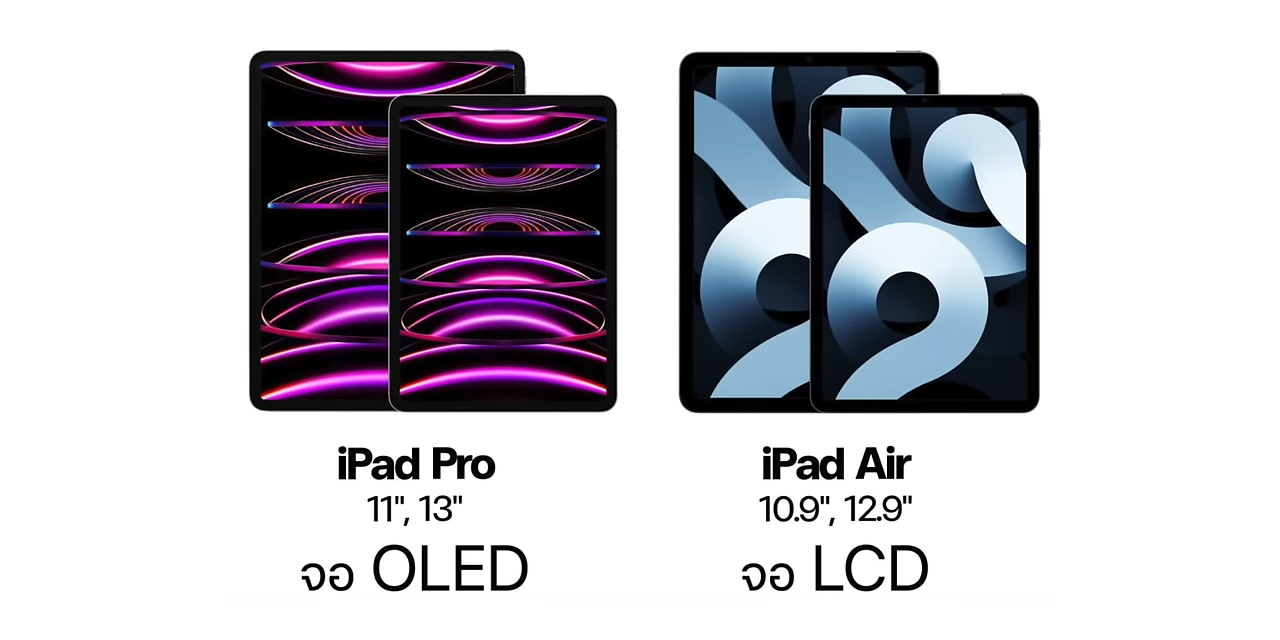 iPad Pro
11", 13"
จอ OLED
iPad Air
10.9", 12.9"
จอ LCD